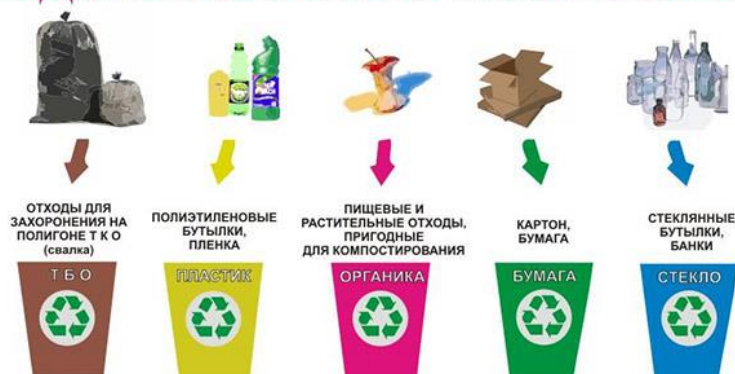 ОТХОДЫ ДЛЯ
ЗАХОРОНЕНИЯ НА
ПОЛИГОНЕ Т К О
(свалка)
ПОЛИЭТИЛЕНОВЫЕ
БУТЫЛКИ,
ПЛЕНКА
ПИЩЕВЫЕ И
РАСТИТЕЛЬНЫЕ ОТХОДЫ,
ПРИГОДНЫЕ
ДЛЯ КОМПОСТИРОВАНИЯ
КАРТОН,
БУМАГА
СТЕКЛЯННЫЕ
БУТЫЛКИ,
БАНКИ
Т Б О
ПЛАСТИК
ОРГАНИКА
БУМАГА
СТЕКЛО